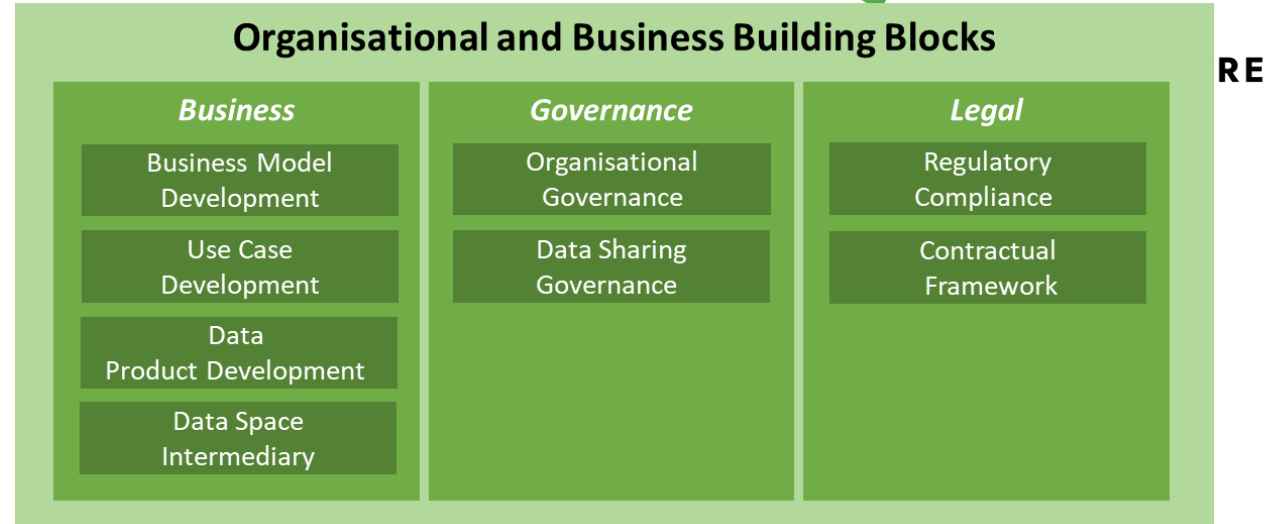 Organisational and Business Building Blocks
RE
Business
Business Model
Development
Use Case
Development
Data
Product Development
Data Space
Intermediary
Governance
Organisational
Governance
Data Sharing
Governance
Legal
Regulatory
Compliance
Contractual
Framework